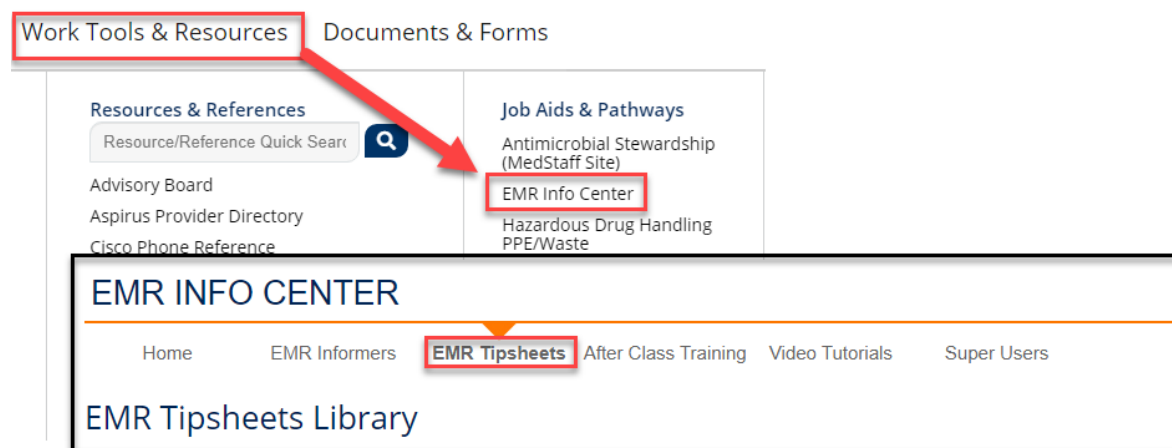 Work Tools & Resources Documents & Forms
Resources & References
Resource/Reference Quick Searc
Advisory Board
Aspirus Provider Directory
Cisco Phone Reference
Job Aids & Pathways
Antimicrobial Stewardship
(MedStaff Site)
EMR Info Center
Hazardous Drug Handling
PPE/Waste
EMR INFO CENTER
Home EMR Informers EMR Tipsheets After Class Training Video Tutorials Super Users
EMR Tipsheets Library